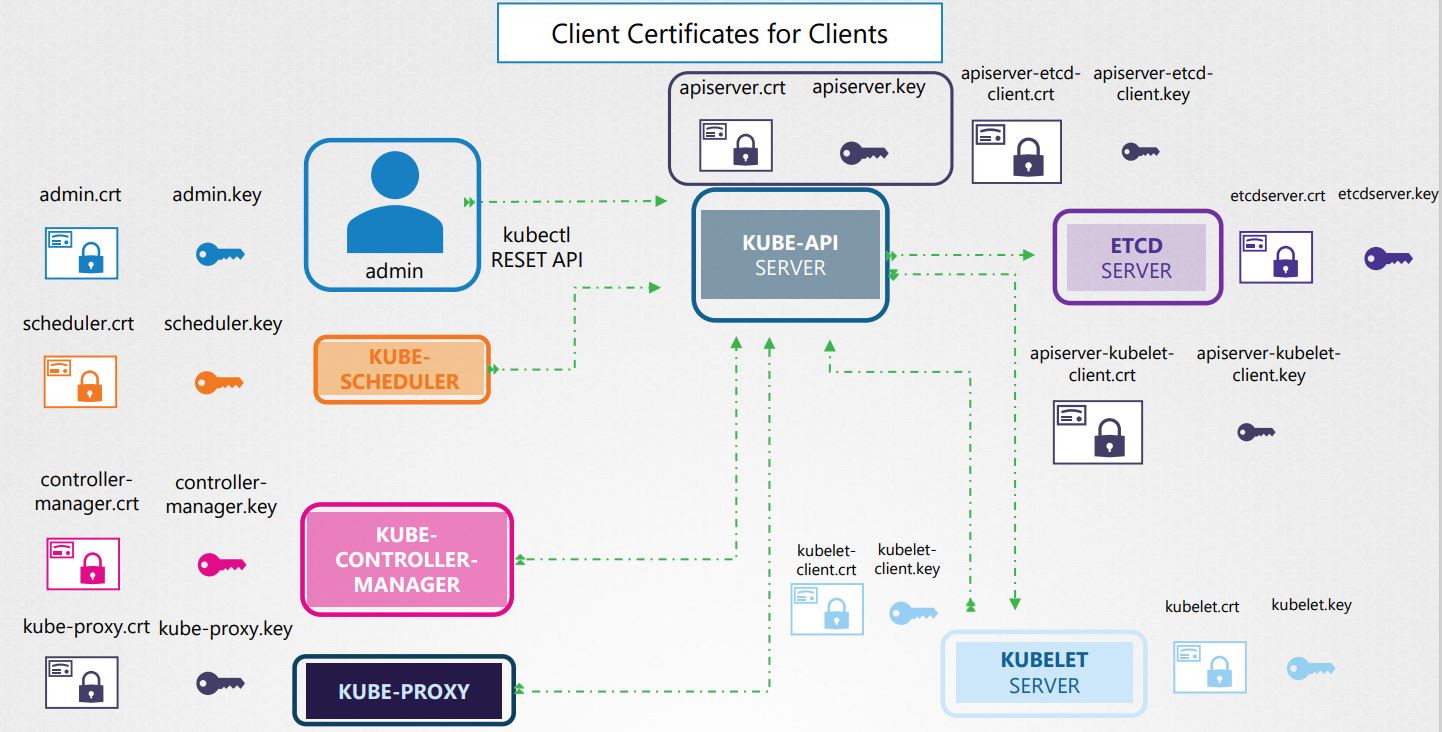 Client Certificates for Clients
apiserver.crt
apiserver.key
apiserver-etcd-
client.crt
apiserver-etcd-
client.key
admin.crt
admin.key
admin
kubectl
RESET API
KUBE-API
SERVER
ETCD
SERVER
etcdserver.crt
etcdserver.key
scheduler.crt
scheduler.key
KUBE-
SCHEDULER
apiserver-kubelet-
client.crt
apiserver-kubelet-
client.key
controller-
manager.crt
controller-
manager.key
KUBE-
CONTROLLER-
MANAGER
kubelet-
client.crt
kubelet-
client.key
kube-proxy.crt
kube-proxy.key
KUBE-PROXY
KUBELET
SERVER
kubelet.crt
kubelet.key